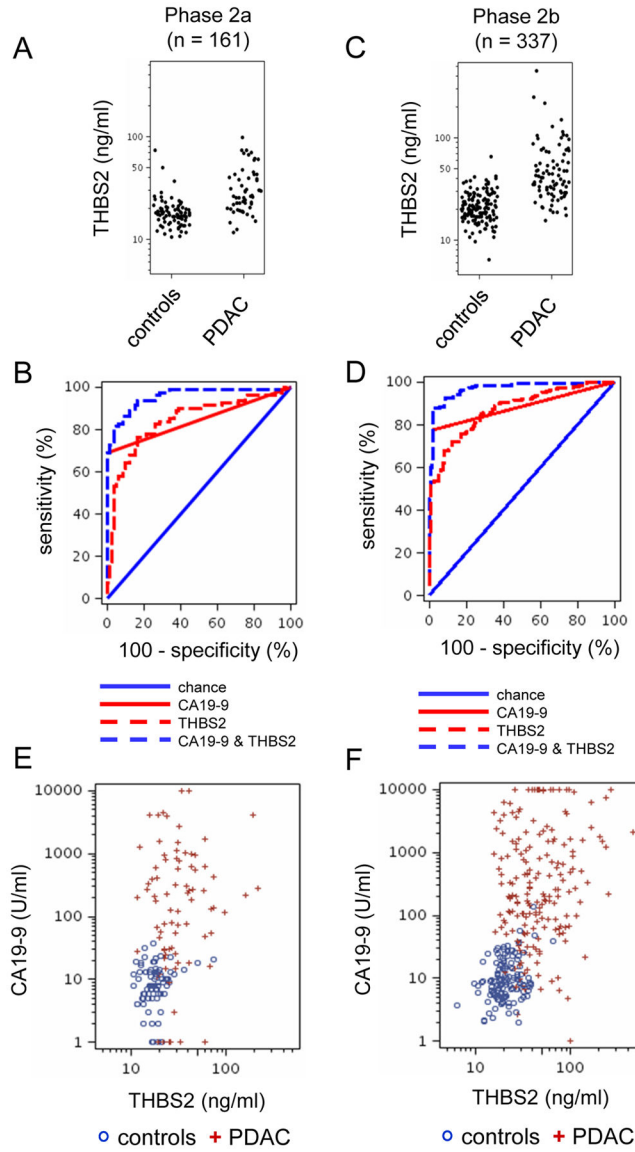 Phase 2a
(n = 161)
A
THBS2 (ng/ml)
100
10
controls
PDAC
Phase 2b
(n = 337)
C
THBS2 (ng/ml)
100
10
controls
PDAC
B
sensitivity (%)
100
80
60
40
20
0
0 20 40 60 80 100
100 - specificity (%)
chance
CA19-9
THBS2
CA19-9 & THBS2
D
sensitivity (%)
100
80
60
40
20
0
0 20 40 60 80 100
100 - specificity (%)
chance
CA19-9
THBS2
CA19-9 & THBS2
E
CA19-9 (U/ml)
10000
1000
100
10
1
10 100
THBS2 (ng/ml)
controls PDAC
F
CA19-9 (U/ml)
10000
1000
100
10
1
10 100
THBS2 (ng/ml)
controls PDAC